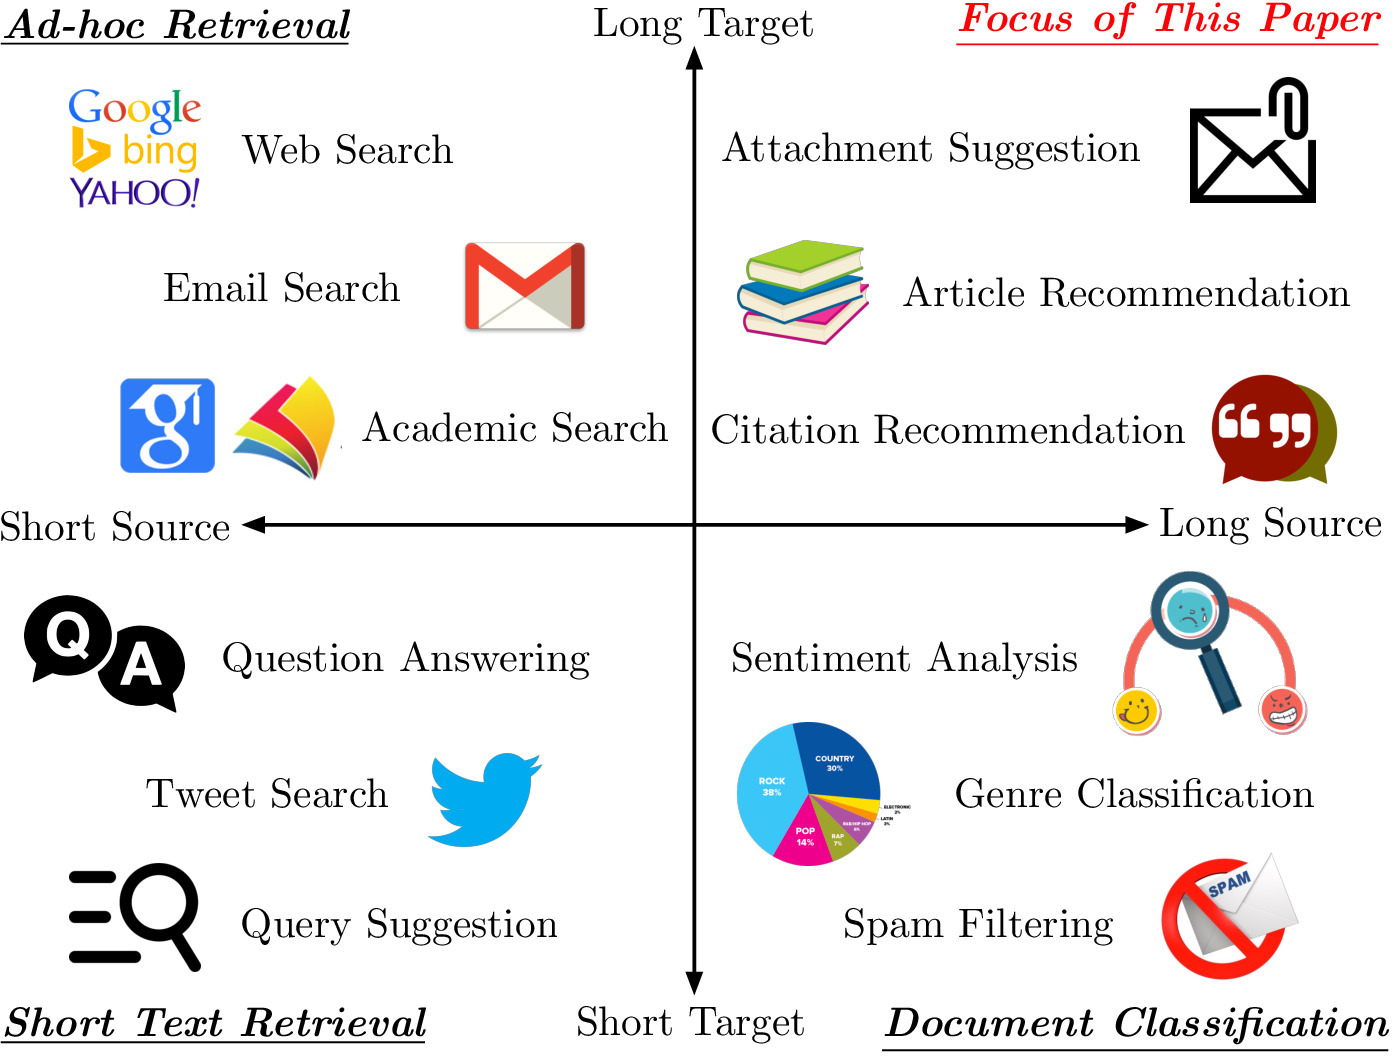 Ad-hoc Retrieval
Long Target
Focus of This Paper
Google
bing
YAHOO!
Web Search
Attachment Suggestion
Email Search
Article Recommendation
g
Academic Search
Citation Recommendation
Short Source
Long Source
Q
A
Question Answering
Sentiment Analysis
Tweet Search
COUNTRY
30%
ROCK
38%
ELECTRONIC
3%
LATIN
3%
R&B/HIP HOP
RAP
7%
POP
14%
Genre Classification
Query Suggestion
Spam Filtering
SPAM
Short Text Retrieval
Short Target
Document Classification